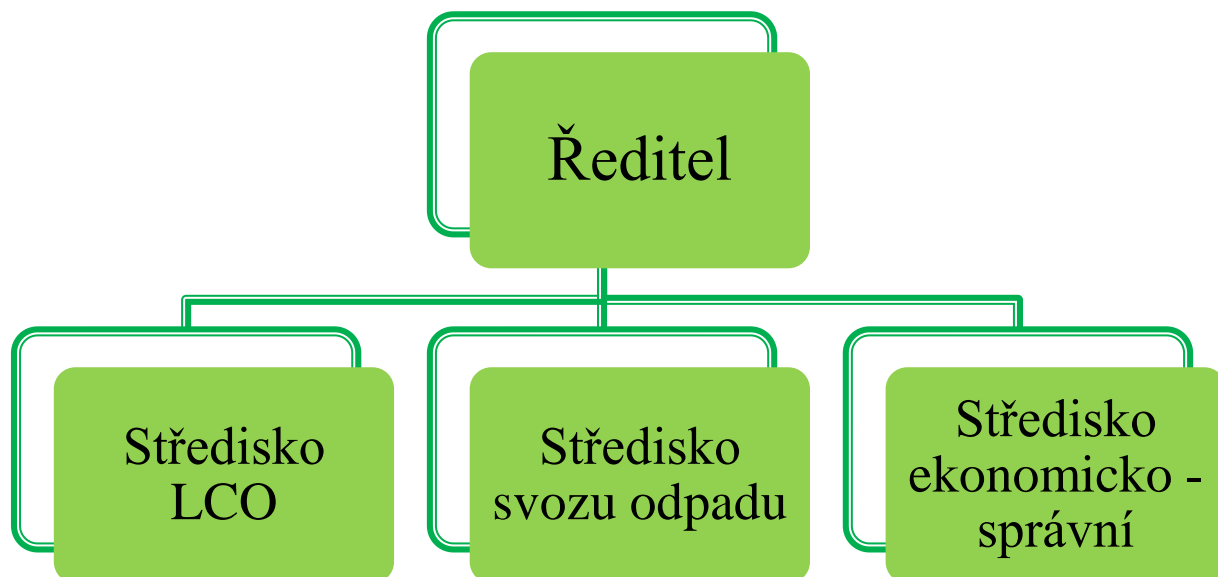 Ředitel
Středisko
LCO
Středisko
svozu odpadu
Středisko
ekonomicko -
správní